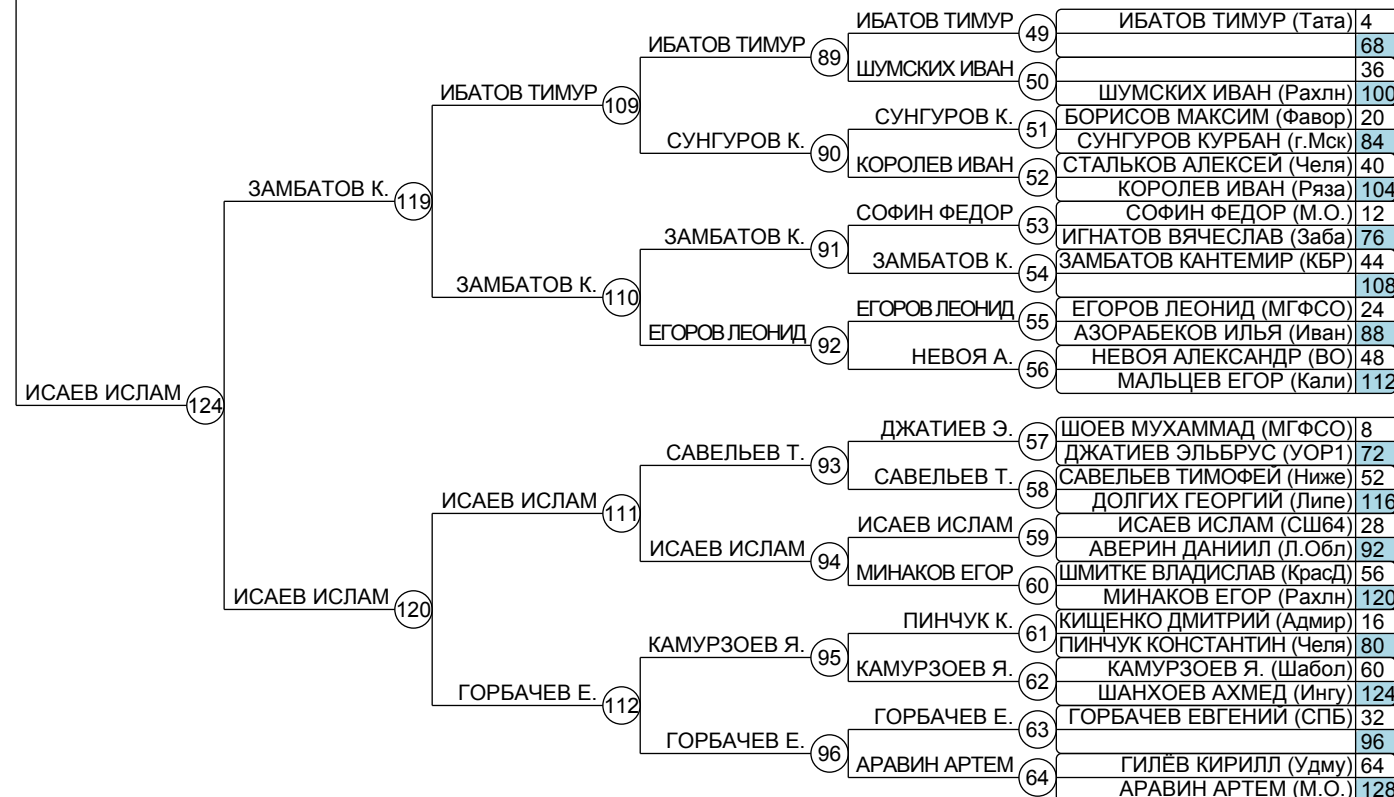 ИБАТОВ ТИМУР 49 ИБАТОВ ТИМУР (Тата) 4
ИБАТОВ ТИМУР 89 68
ШУМСКИХ ИВАН 50 36
ИБАТОВ ТИМУР 109 ШУМСКИХ ИВАН (Рахлн) 100
СУНГУРОВ К. 51 БОРИСОВ МАКСИМ (Фавор) 20
СУНГУРОВ К. 90 СУНГУРОВ КУРБАН (г.Мск) 84
КОРОЛЕВ ИВАН 52 СТАЛЬКОВ АЛЕКСЕЙ (Челя) 40
ЗАМБАТОВ К. 119 КОРОЛЕВ ИВАН (Ряза) 104
СОФИН ФЕДОР 53 СОФИН ФЕДОР (М.О.) 12
ЗАМБАТОВ К. 91 ИГНАТОВ ВЯЧЕСЛАВ (Заба) 76
ЗАМБАТОВ К. 54 ЗАМБАТОВ КАНТЕМИР (КБР) 44
ЗАМБАТОВ К. 110 108
ЕГОРОВ ЛЕОНИД 55 ЕГОРОВ ЛЕОНИД (МГФСО) 24
ЕГОРОВ ЛЕОНИД 92 АЗОРАБЕКОВ ИЛЬЯ (Иван) 88
НЕВОЯ А. 56 НЕВОЯ АЛЕКСАНДР (ВО) 48
МАЛЬЦЕВ ЕГОР (Кали) 112
ИСАЕВ ИСЛАМ 124
ДЖАТИЕВ Э. 57 ШОЕВ МУХАММАД (МГФСО) 8
САВЕЛЬЕВ Т. 93 ДЖАТИЕВ ЭЛЬБРУС (УОР1) 72
САВЕЛЬЕВ Т. 58 САВЕЛЬЕВ ТИМОФЕЙ (Ниже) 52
ИСАЕВ ИСЛАМ 111 ДОЛГИХ ГЕОРГИЙ (Липе) 116
ИСАЕВ ИСЛАМ 59 ИСАЕВ ИСЛАМ (СШ64) 28
ИСАЕВ ИСЛАМ 94 АВЕРИН ДАНИИЛ (Л.Обл) 92
МИНАКОВ ЕГОР 60 ШМИТКЕ ВЛАДИСЛАВ (КрасД) 56
ИСАЕВ ИСЛАМ 120 МИНАКОВ ЕГОР (Рахлн) 120
ПИНЧУК К. 61 КИЩЕНКО ДМИТРИЙ (Адмир) 16
КАМУРЗОЕВ Я. 95 ПИНЧУК КОНСТАНТИН (Челя) 80
КАМУРЗОЕВ Я. 62 КАМУРЗОЕВ Я. (Шабол) 60
ГОРБАЧЕВ Е. 112 ШАНХОЕВ АХМЕД (Ингу) 124
ГОРБАЧЕВ Е. 63 ГОРБАЧЕВ ЕВГЕНИЙ (СПБ) 32
ГОРБАЧЕВ Е. 96 96
АРАВИН АРТЕМ 64 ГИЛЁВ КИРИЛЛ (Удму) 64
АРАВИН АРТЕМ (М.О.) 128